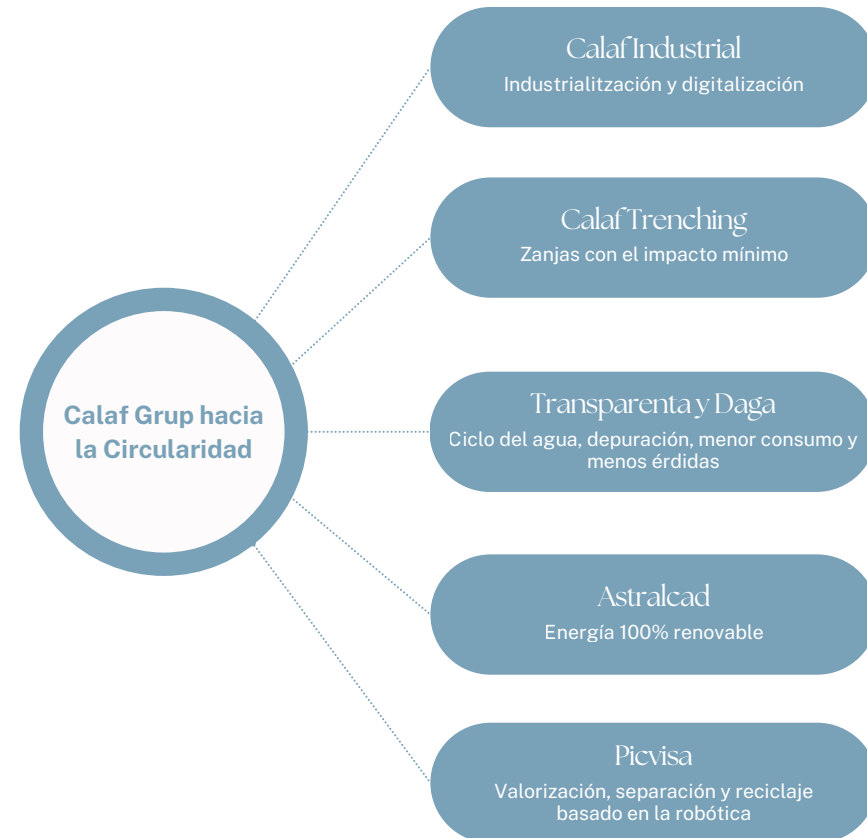 Calaf Industrial
Industrialitzación y digitalización
Calaf Trenching
Zanjas con el impacto mínimo
Calaf Grup hacia
la Circularidad
Transparenta y Daga
Ciclo del agua, depuración, menor consumo y
menos érdidas
Astralcad
Energía 100% renovable
Picvisa
Valorización, separación y reciclaje
basado en la robótica